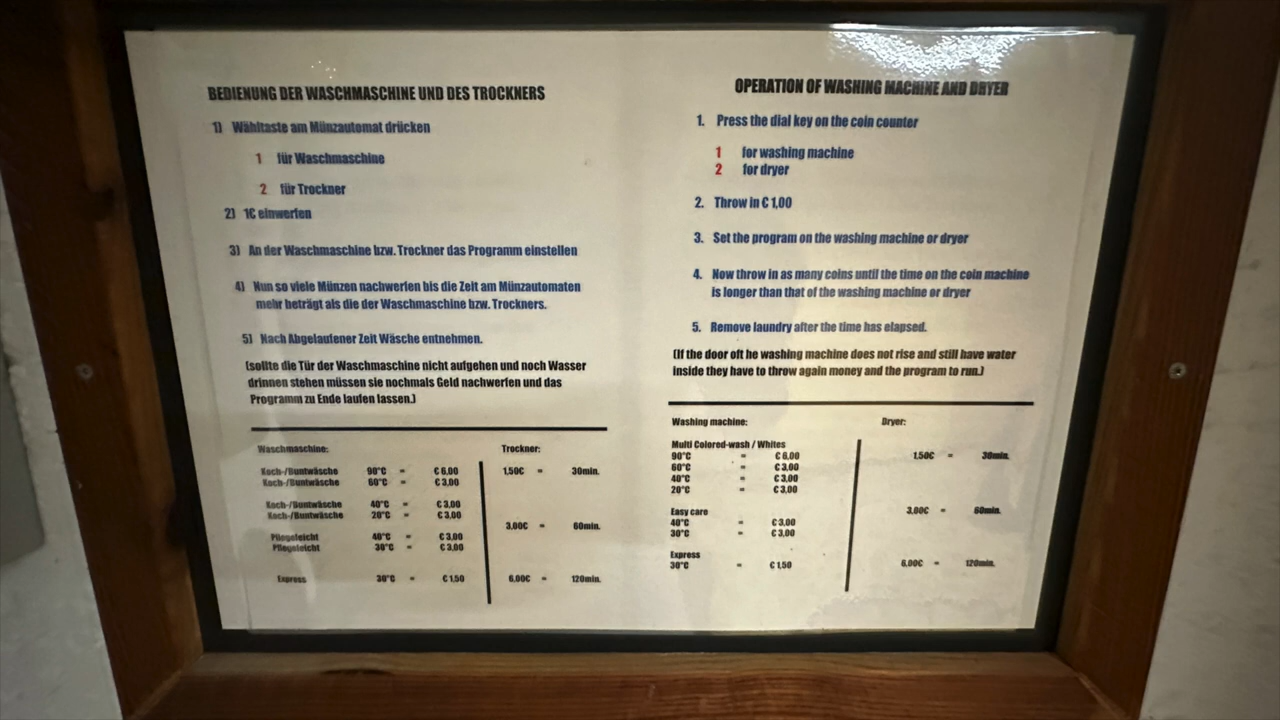 BEDIENUNG DER WASCHMASCHINE UND DES TROCKNERS
1) Wähltaste am Münzautomat drücken
1 für Waschmaschine
2 für Trockner
2) 1€ einwerfen
3) An der Waschmaschine bzw. Trockner das Programm einstellen
4) Nun so viele Münzen nachwerfen bis die Zeit am Münzautomaten
mehr beträgt als die der Waschmaschine bzw. Trockners.
5) Nach Abgelaufener Zeit Wäsche entnehmen.
(sollte die Tür der Waschmaschine nicht aufgehen und noch Wasser
drinnen stehen müssen sie nochmals Geld nachwerfen und das
Programm zu Ende laufen lassen.)
Waschmaschine: Trockner:
Koch-/Buntwäsche 90°C = € 6,00 1,50€ = 30min.
Koch-/Buntwäsche 60°C = € 3,00
Koch-/Buntwäsche 40°C = € 3,00
Koch-/Buntwäsche 20°C = € 3,00
3,00€ = 60min.
Pflegeleicht 40°C = € 3,00
Pflegeleicht 30°C = € 3,00
Express 30°C = € 1,50 6,00€ = 120min.
OPERATION OF WASHING MACHINE AND DRYER
1. Press the dial key on the coin counter
1 for washing machine
2 for dryer
2. Throw in € 1,00
3. Set the program on the washing machine or dryer
4. Now throw in as many coins until the time on the coin machine
is longer than that of the washing machine or dryer
5. Remove laundry after the time has elapsed.
(If the door oft he washing machine does not rise and still have water
inside they have to throw again money and the program to run.)
Washing machine: Dryer:
Multi Colored-wash / Whites
90°C = € 6,00 1,50€ = 30min.
60°C = € 3,00
40°C = € 3,00
20°C = € 3,00
Easy care 3,00€ = 60min.
40°C = € 3,00
30°C = € 3,00
Express
30°C = € 1,50 6,00€ = 120min.